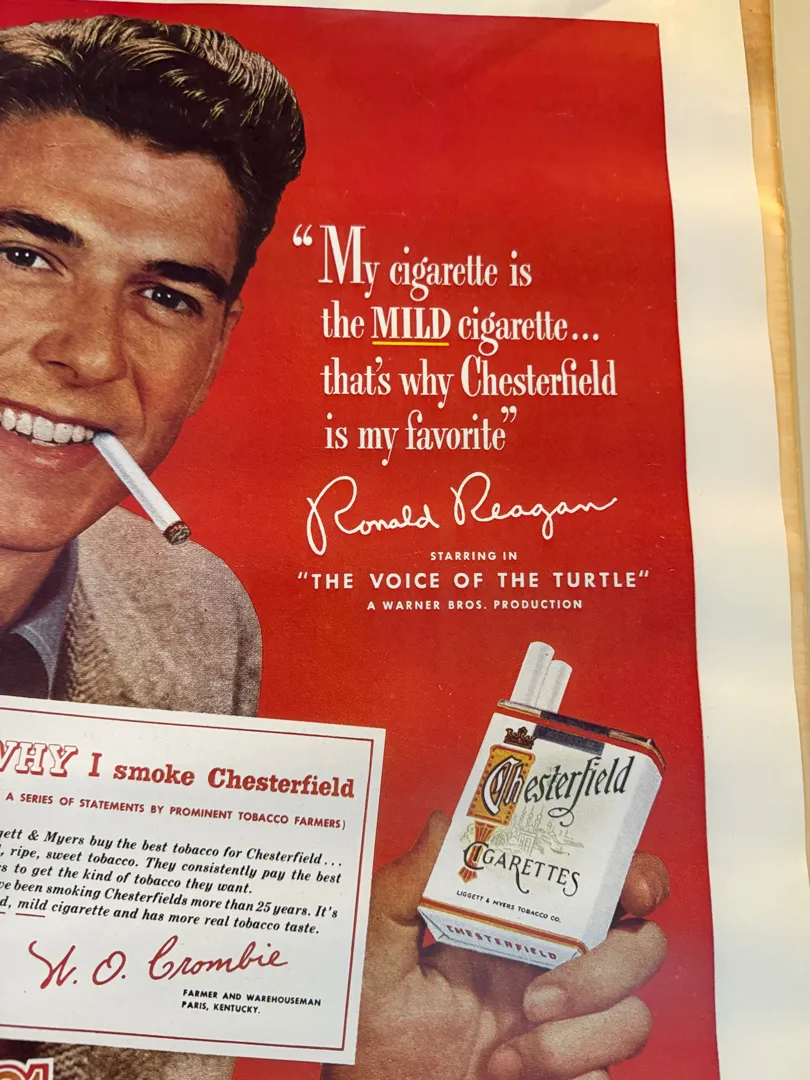 “My cigarette is
the MILD cigarette...
that's why Chesterfield
is my favorite”
Ronald Reagan
STARRING IN
"THE VOICE OF THE TURTLE"
A WARNER BROS. PRODUCTION
Chesterfield
CIGARETTES
LIGGETT & MYERS TOBACCO CO.
CHESTERFIELD
WHY I smoke Chesterfield
A SERIES OF STATEMENTS BY PROMINENT TOBACCO FARMERS)
& Myers buy the best tobacco for Chesterfield...
, ripe, sweet tobacco. They consistently pay the best
to get the kind of tobacco they want.
been smoking Chesterfields more than 25 years. It's
mild cigarette and has more real tobacco taste.
Crombie
FARMER AND WAREHOUSEMAN
PARIS, KENTUCKY.